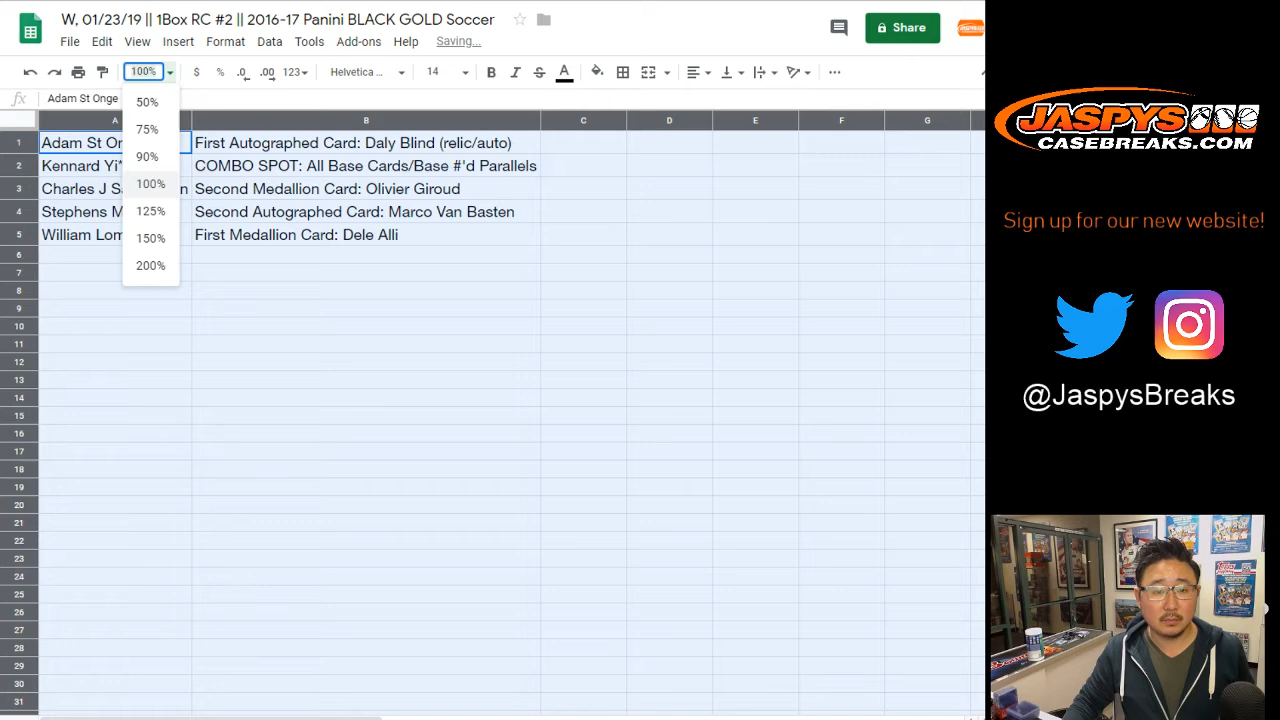 W, 01/23/19 || 1Box RC #2 || 2016-17 Panini BLACK GOLD Soccer
File Edit View Insert Format Data Tools Add-ons Help Saving...
Share
100% $ % .0 .00 123 Helvetica ... 14 B I S A
fx Adam St Onge
50%
75%
90%
100%
125%
150%
200%
A B C D E F G
1 Adam St On First Autographed Card: Daly Blind (relic/auto)
2 Kennard Yi* COMBO SPOT: All Base Cards/Base #'d Parallels
3 Charles J Sa n Second Medallion Card: Olivier Giroud
4 Stephens M Second Autographed Card: Marco Van Basten
5 William Lom First Medallion Card: Dele Alli
6
7
8
9
10
11
12
13
14
15
16
17
18
19
20
21
22
23
24
25
26
27
28
29
30
31
JASPYS
CASEBREAKS.COM
Sign up for our new website!
@JaspysBreaks